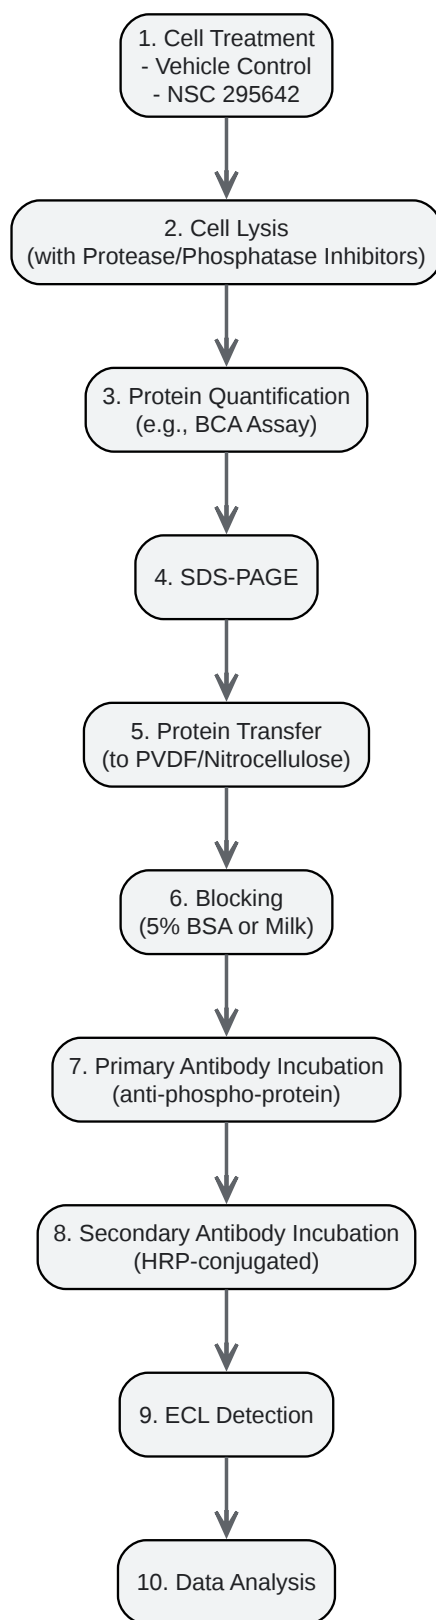 1. Cell Treatment
- Vehicle Control
- NSC 295642
2. Cell Lysis
(with Protease/Phosphatase Inhibitors)
3. Protein Quantification
(e.g., BCA Assay)
4. SDS-PAGE
5. Protein Transfer
(to PVDF/Nitrocellulose)
6. Blocking
(5% BSA or Milk)
7. Primary Antibody Incubation
(anti-phospho-protein)
8. Secondary Antibody Incubation
(HRP-conjugated)
9. ECL Detection
10. Data Analysis